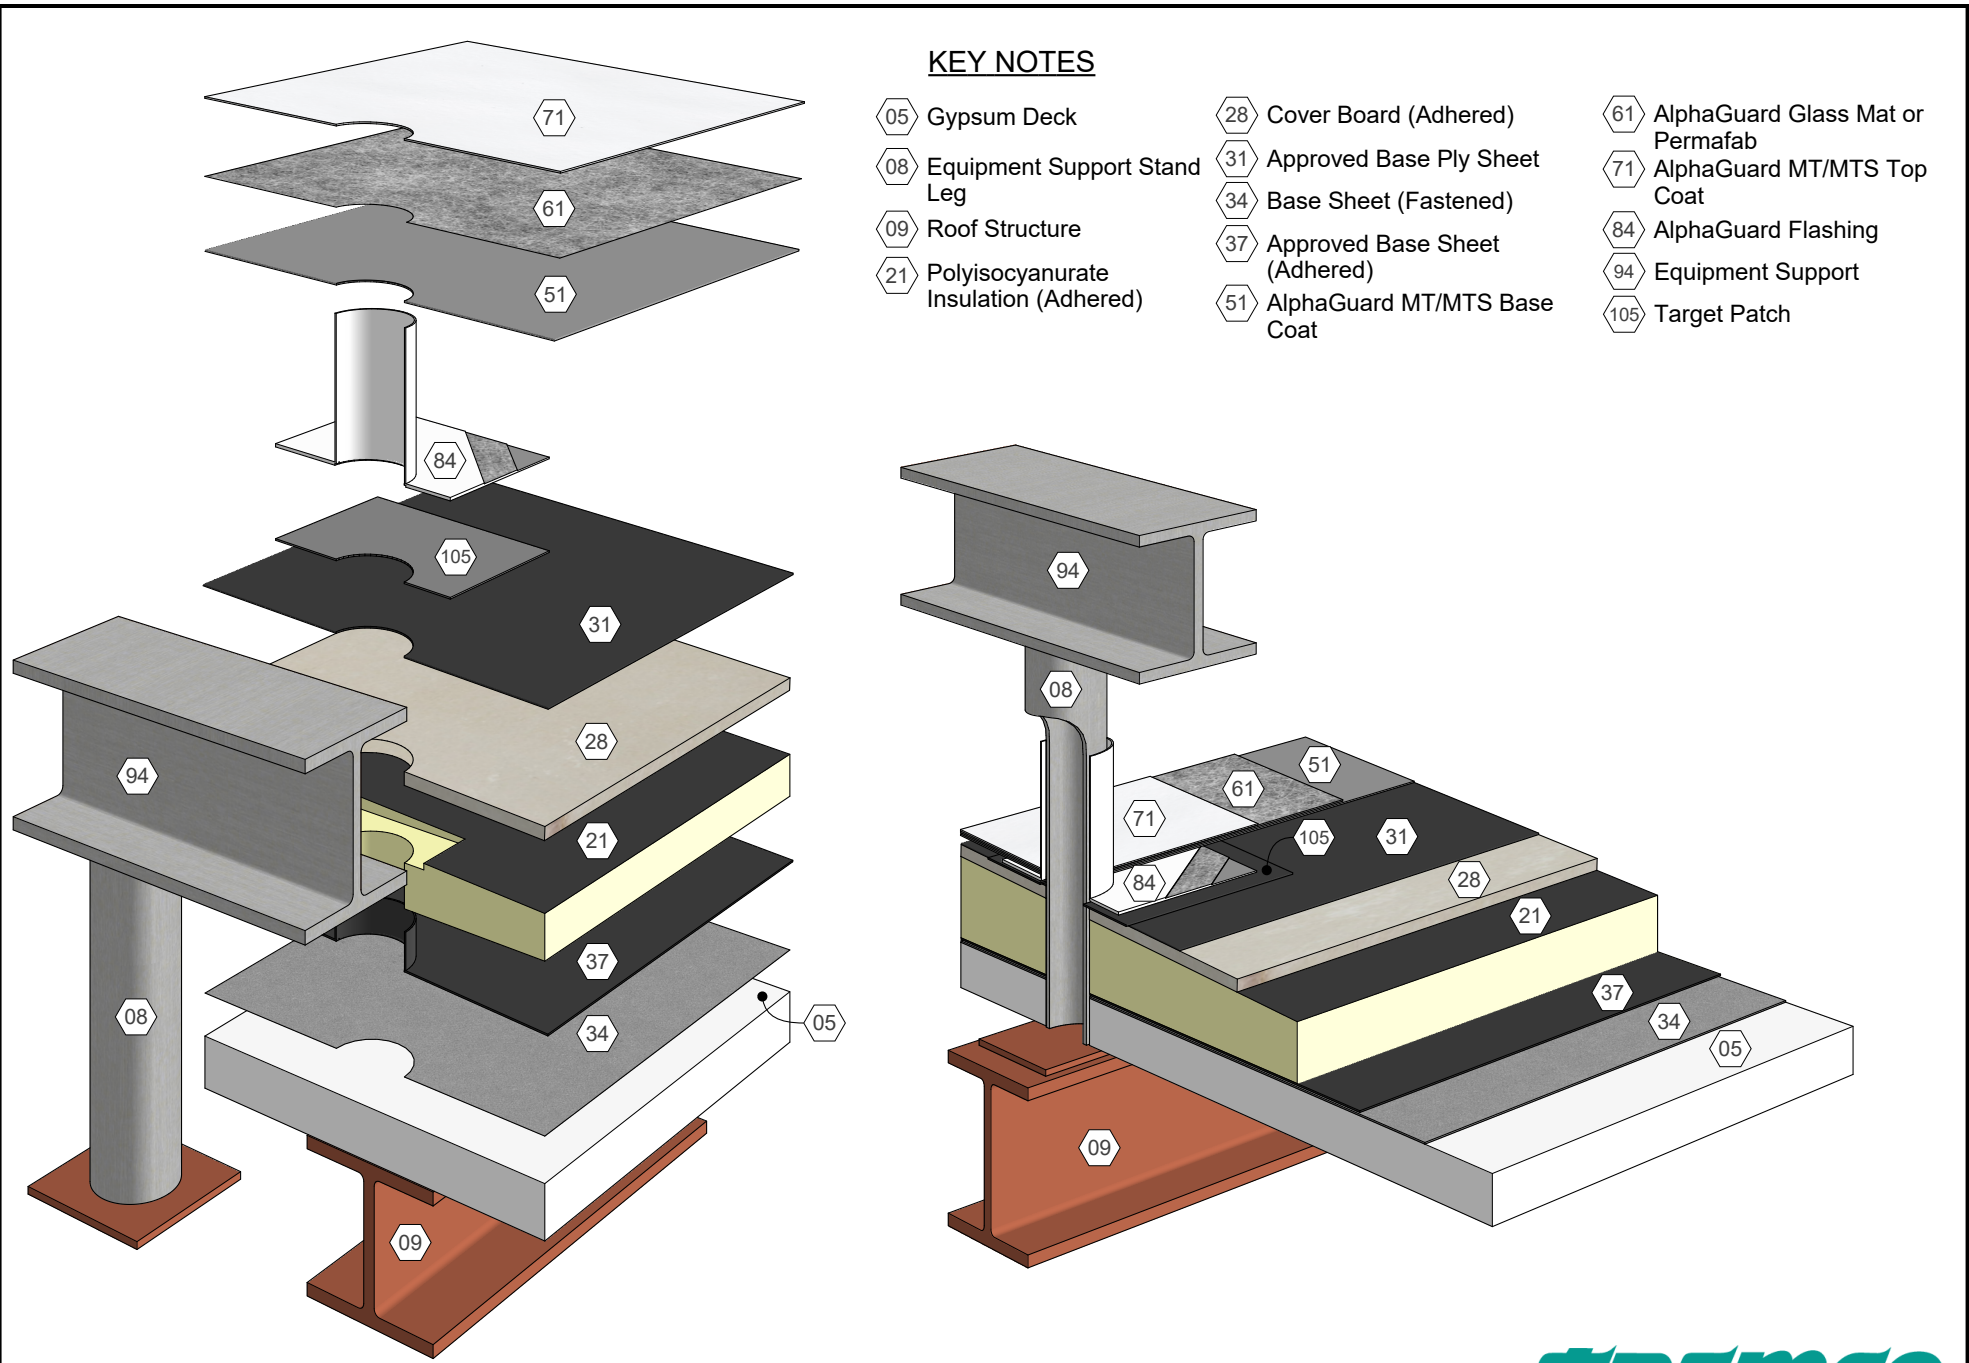 KEY NOTES
05 Gypsum Deck
08 Equipment Support Stand
Leg
09 Roof Structure
21 Polyisocyanurate
Insulation (Adhered)
28 Cover Board (Adhered)
31 Approved Base Ply Sheet
34 Base Sheet (Fastened)
37 Approved Base Sheet
(Adhered)
51 AlphaGuard MT/MTS Base
Coat
61 AlphaGuard Glass Mat or
Permafab
71 AlphaGuard MT/MTS Top
Coat
84 AlphaGuard Flashing
94 Equipment Support
105 Target Patch
71
61
51
84
105
31
28
94
21
37
08
05
34
09
94
08
51
61
71
105
31
84
28
21
37
34
05
09